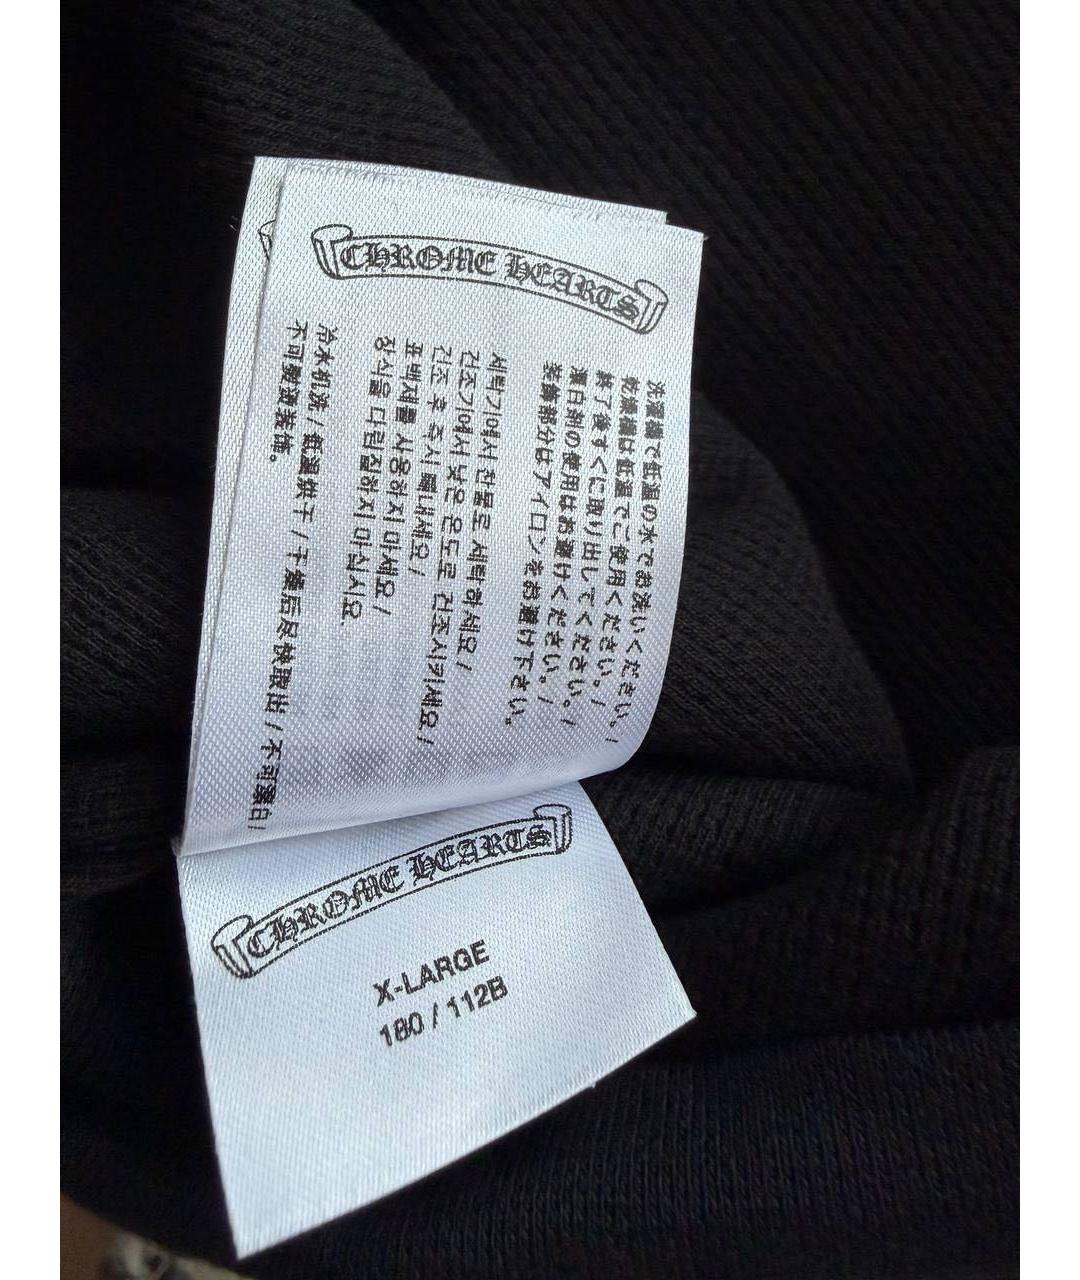 CHROME HEARTS
洗濯機で低温の水でお洗いください。/
乾燥機は低温でご使用ください。/
終了後すぐに取り出してください。/
漂白剤の使用はお避けください。/
装飾部分はアイロンをお避け下さい。
세탁기에서 찬물로 세탁하세요 /
건조기에서 낮은 온도로 건조시키세요 /
건조 후 즉시 꺼내세요 /
표백제를 사용하지 마세요 /
장식을 다림질하지 마십시요.
冷水机洗 / 低温烘干 / 干燥后尽快取出 / 不可漂白 /
不可熨烫装饰。
CHROME HEARTS
X-LARGE
180 / 112B